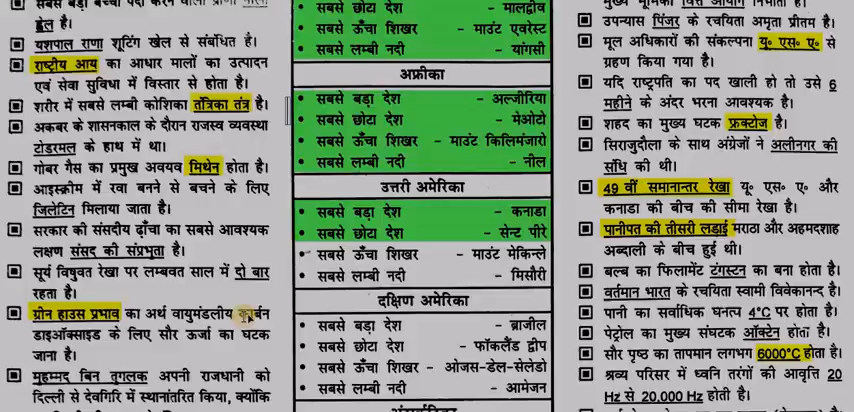 सबसे बड़ा बच्चा पैदा करने वाला प्राणी
ह्वेल है।
यशपाल राणा शूटिंग खेल से संबंधित है।
राष्ट्रीय आय का आधार मालों का उत्पादन
एवं सेवा सुविधा में विस्तार से होता है।
शरीर में सबसे लम्बी कोशिका तंत्रिका तंत्र है।
अकबर के शासनकाल के दौरान राजस्व व्यवस्था
टोडरमल के हाथ में था।
गोबर गैस का प्रमुख अवयव मिथेन होता है।
आइस्क्रीम में रवा बनने से बचने के लिए
जिलेटिन मिलाया जाता है।
सरकार की संसदीय ढ़ाँचा का सबसे आवश्यक
लक्षण संसद की संप्रभुता है।
सूर्य विषुवत रेखा पर लम्बवत साल में दो बार
रहता है।
ग्रीन हाउस प्रभाव का अर्थ वायुमंडलीय कार्बन
डाइऑक्साइड के लिए सौर ऊर्जा का घटक
जाना है।
मुहम्मद बिन तुगलक अपनी राजधानी को
दिल्ली से देवगिरि में स्थानांतरित किया, क्योंकि
• सबसे छोटा देश - मालद्वीव
• सबसे ऊँचा शिखर - माउंट एवरेस्ट
• सबसे लम्बी नदी - यांगसी
अफ्रीका
• सबसे बड़ा देश - अल्जीरिया
• सबसे छोटा देश - मेओटो
• सबसे ऊँचा शिखर - माउंट किलिमंजारो
• सबसे लम्बी नदी - नील
उत्तरी अमेरिका
• सबसे बड़ा देश - कनाडा
• सबसे छोटा देश - सेन्ट पीरे
• सबसे ऊँचा शिखर - माउंट मेकिन्ले
• सबसे लम्बी नदी - मिसौरी
दक्षिण अमेरिका
• सबसे बड़ा देश - ब्राजील
• सबसे छोटा देश - फॉकलैंड द्वीप
• सबसे ऊँचा शिखर - ओजस-डेल-सेलेडो
• सबसे लम्बी नदी - आमेजन
मुख्य भूमिका वित्त आयोग निभाता है।
उपन्यास पिंजर के रचयिता अमृता प्रीतम है।
मूल अधिकारों की संकल्पना यू० एस० ए० से
ग्रहण किया गया है।
यदि राष्ट्रपति का पद खाली हो तो उसे 6
महीने के अंदर भरना आवश्यक है।
शहद का मुख्य घटक फ्रक्टोज है।
सिराजुदौला के साथ अंग्रेजों ने अलीनगर की
संधि की थी।
49 वीं समानान्तर रेखा यू० एस० ए० और
कनाडा की बीच की सीमा रेखा है।
पानीपत की तीसरी लड़ाई मराठा और अहमदशाह
अब्दाली के बीच हुई थी।
बल्ब का फिलामेंट टंगस्टन का बना होता है।
वर्तमान भारत के रचयिता स्वामी विवेकानन्द है।
पानी का सर्वाधिक घनत्व 4°C पर होता है।
पेट्रोल का मुख्य संघटक ऑक्टेन होता है।
सौर पृष्ठ का तापमान लगभग 6000°C होता है।
श्रव्य परिसर में ध्वनि तरंगों की आवृति 20
Hz से 20,000 Hz होती है।